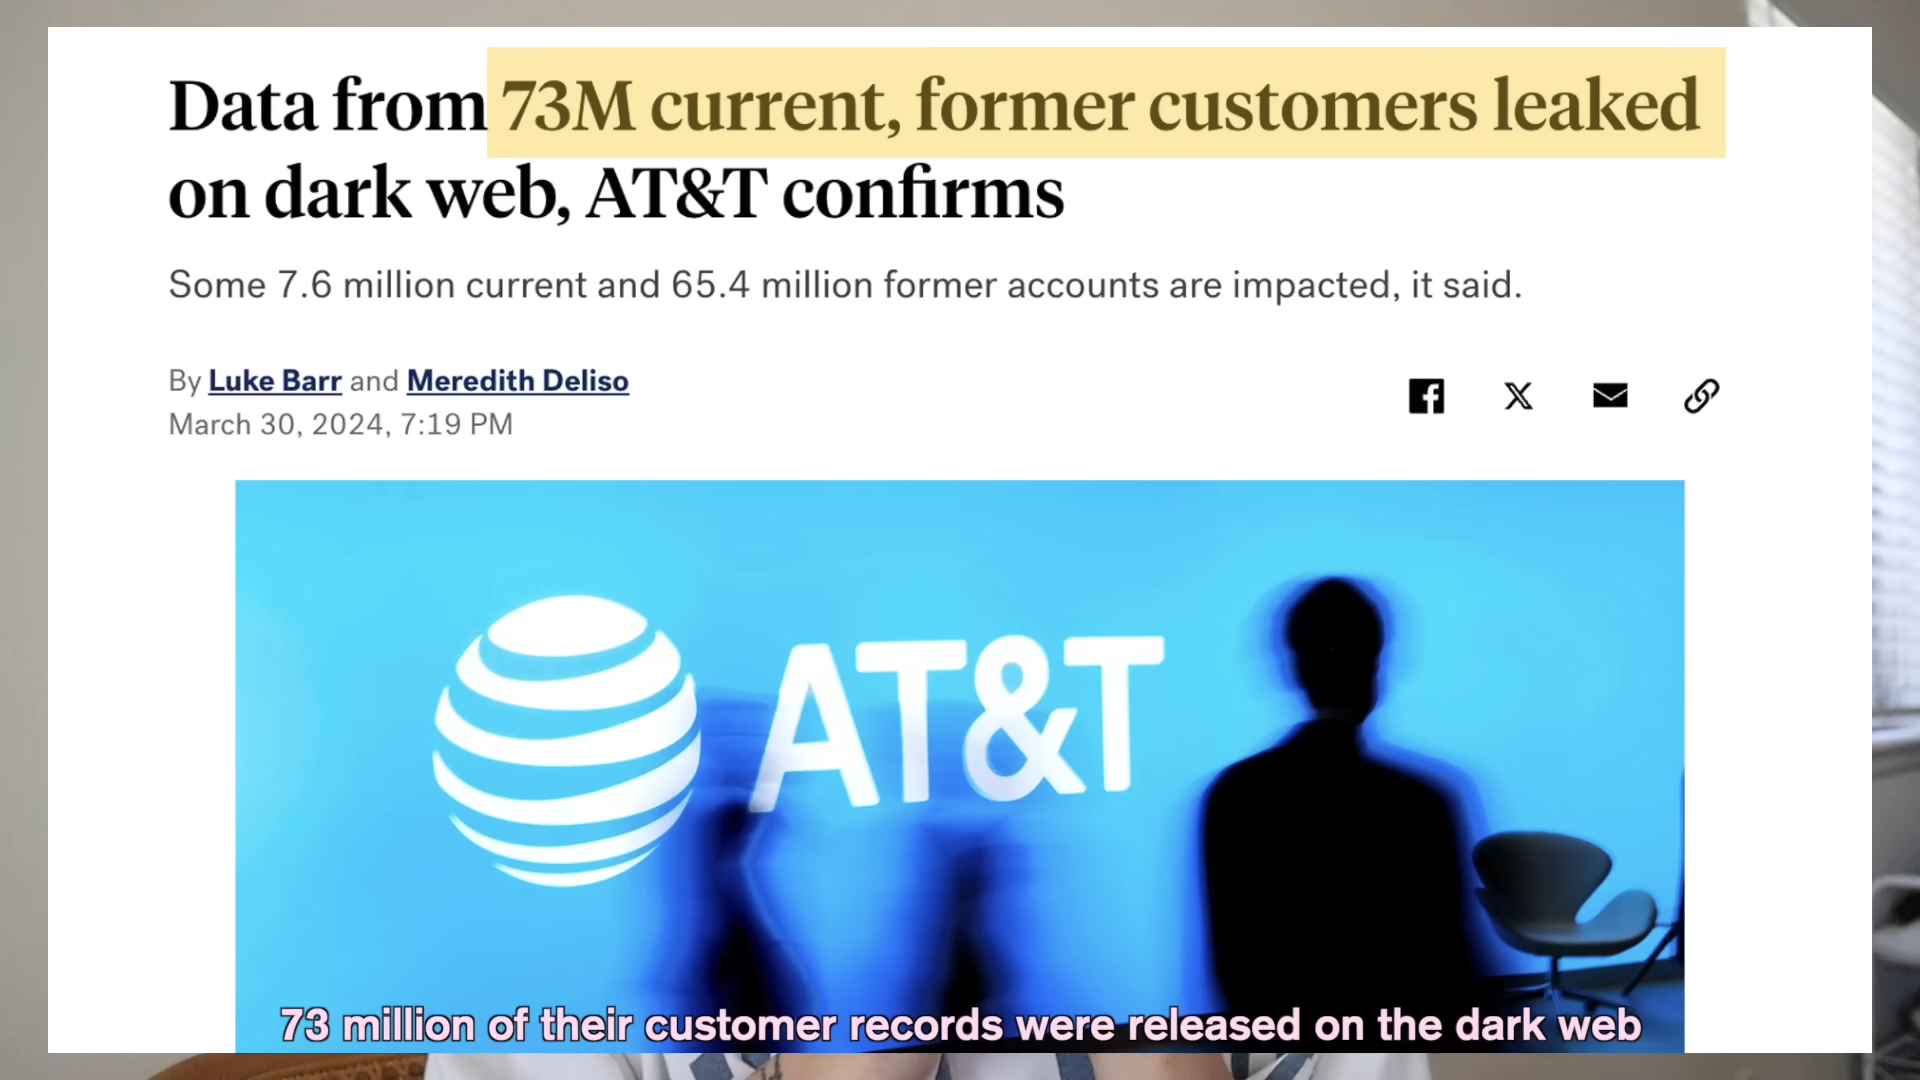 Data from 73M current, former customers leaked
on dark web, AT&T confirms
Some 7.6 million current and 65.4 million former accounts are impacted, it said.
By Luke Barr and Meredith Deliso
March 30, 2024, 7:19 PM
AT&T
73 million of their customer records were released on the dark web